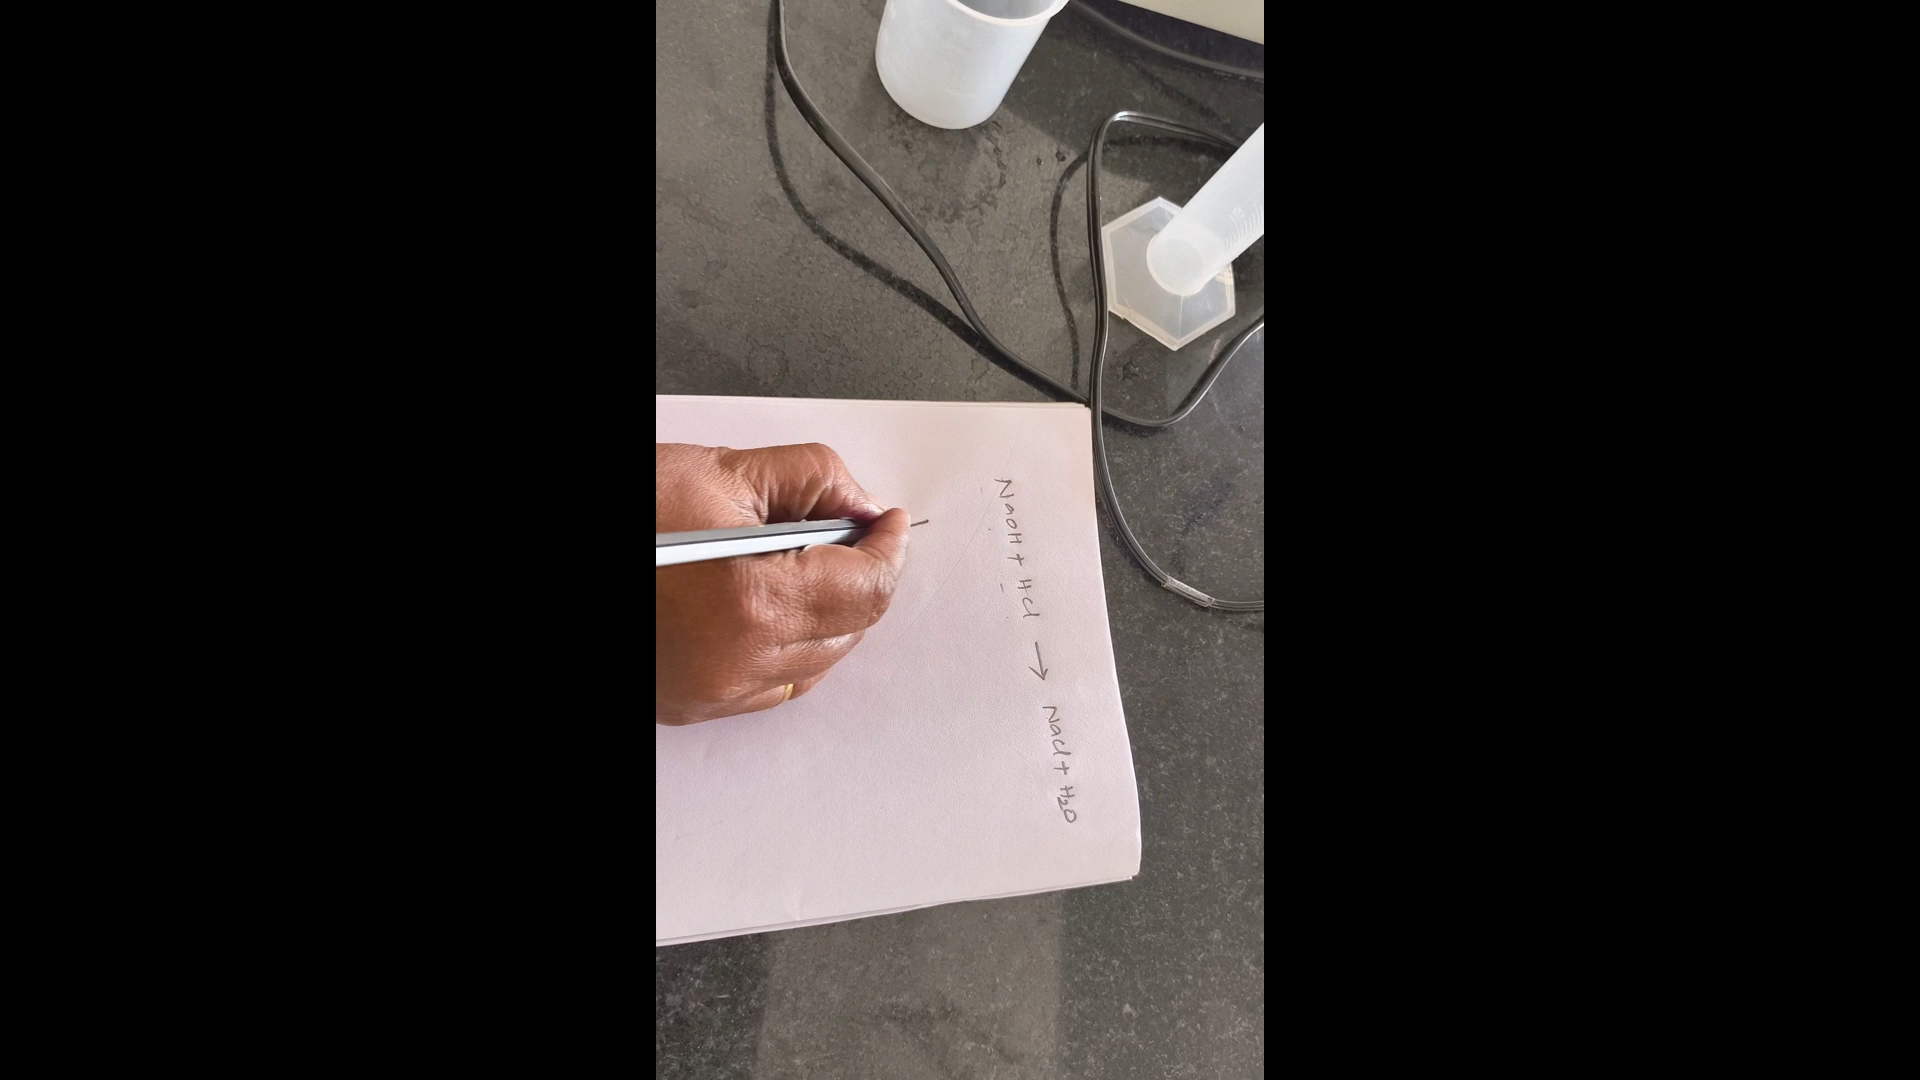 NaOH + HCl → NaCl + H₂O